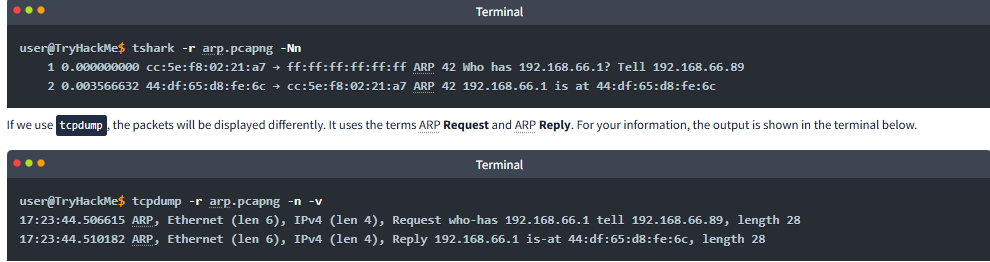 Terminal
user@TryHackMe$ tshark -r arp.pcapng -Nn
1 0.000000000 cc:5e:f8:02:21:a7 → ff:ff:ff:ff:ff:ff ARP 42 Who has 192.168.66.1? Tell 192.168.66.89
2 0.003566632 44:df:65:d8:fe:6c → cc:5e:f8:02:21:a7 ARP 42 192.168.66.1 is at 44:df:65:d8:fe:6c
If we use tcpdump, the packets will be displayed differently. It uses the terms ARP Request and ARP Reply. For your information, the output is shown in the terminal below.
Terminal
user@TryHackMe$ tcpdump -r arp.pcapng -n -v
17:23:44.506615 ARP, Ethernet (len 6), IPv4 (len 4), Request who-has 192.168.66.1 tell 192.168.66.89, length 28
17:23:44.510182 ARP, Ethernet (len 6), IPv4 (len 4), Reply 192.168.66.1 is-at 44:df:65:d8:fe:6c, length 28